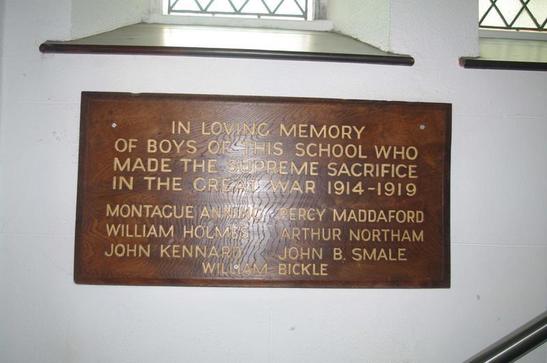 IN LOVING MEMORY
OF BOYS OF THIS SCHOOL WHO
MADE THE SUPREME SACRIFICE
IN THE GREAT WAR 1914-1919
MONTAGUE PERCY MADDAFORD
WILLIAM HOLMES ARTHUR NORTHAM
JOHN KENNARD JOHN B. SMALE
WILLIAM BICKLE